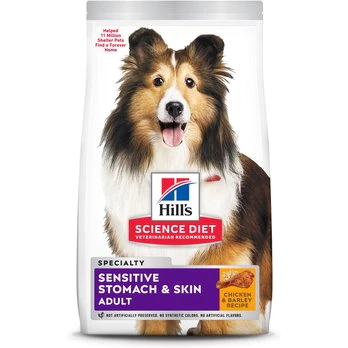 Helped
11 Million
Shelter Pets
Find a Forever
Home
Hill's
SCIENCE DIET
VETERINARIAN RECOMMENDED
SPECIALTY
SENSITIVE
STOMACH & SKIN
ADULT
CHICKEN
& BARLEY
RECIPE
NOT ARTIFICIALLY PRESERVED. NO SYNTHETIC COLORS. NO ARTIFICIAL FLAVORS.